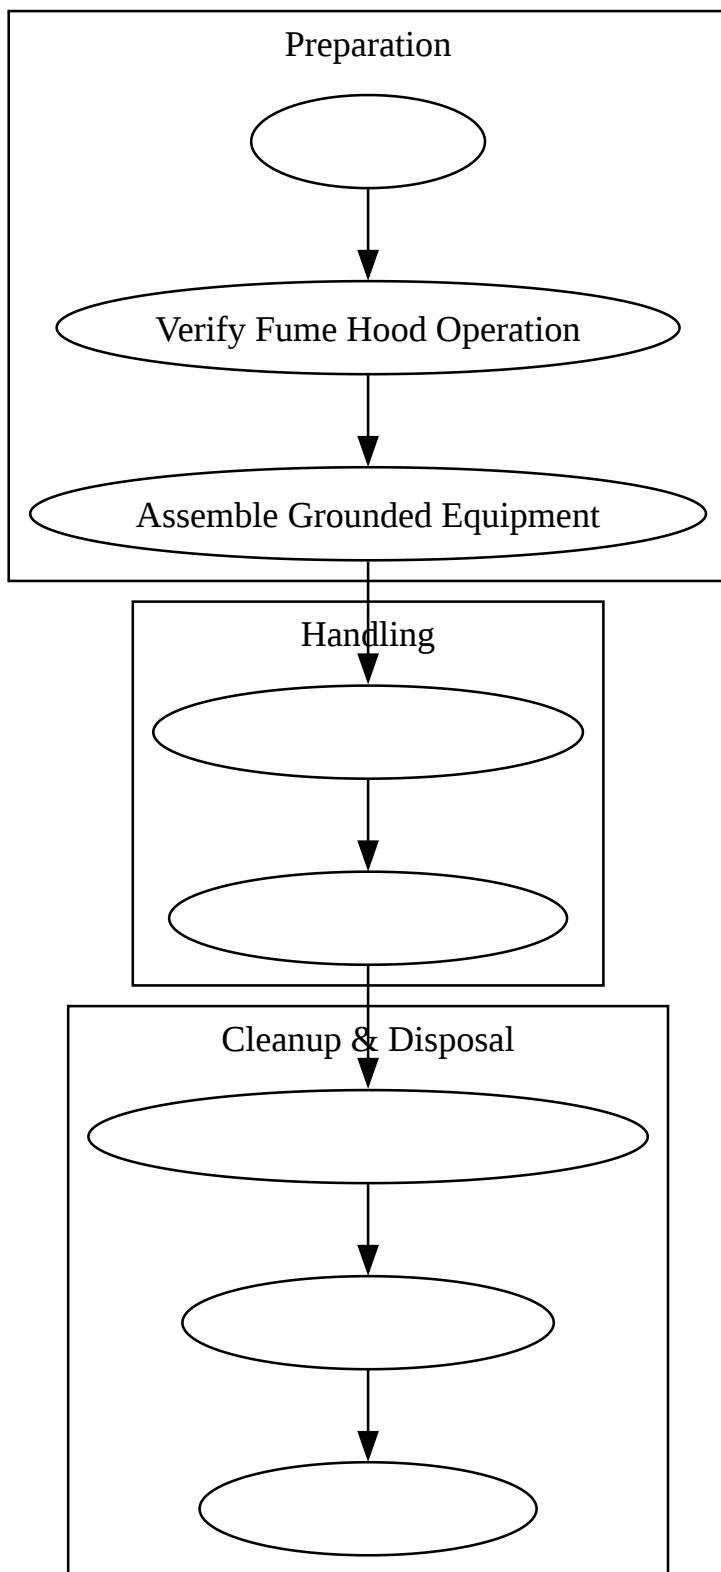 Preparation
Verify Fume Hood Operation
Assemble Grounded Equipment
Handling
Cleanup & Disposal